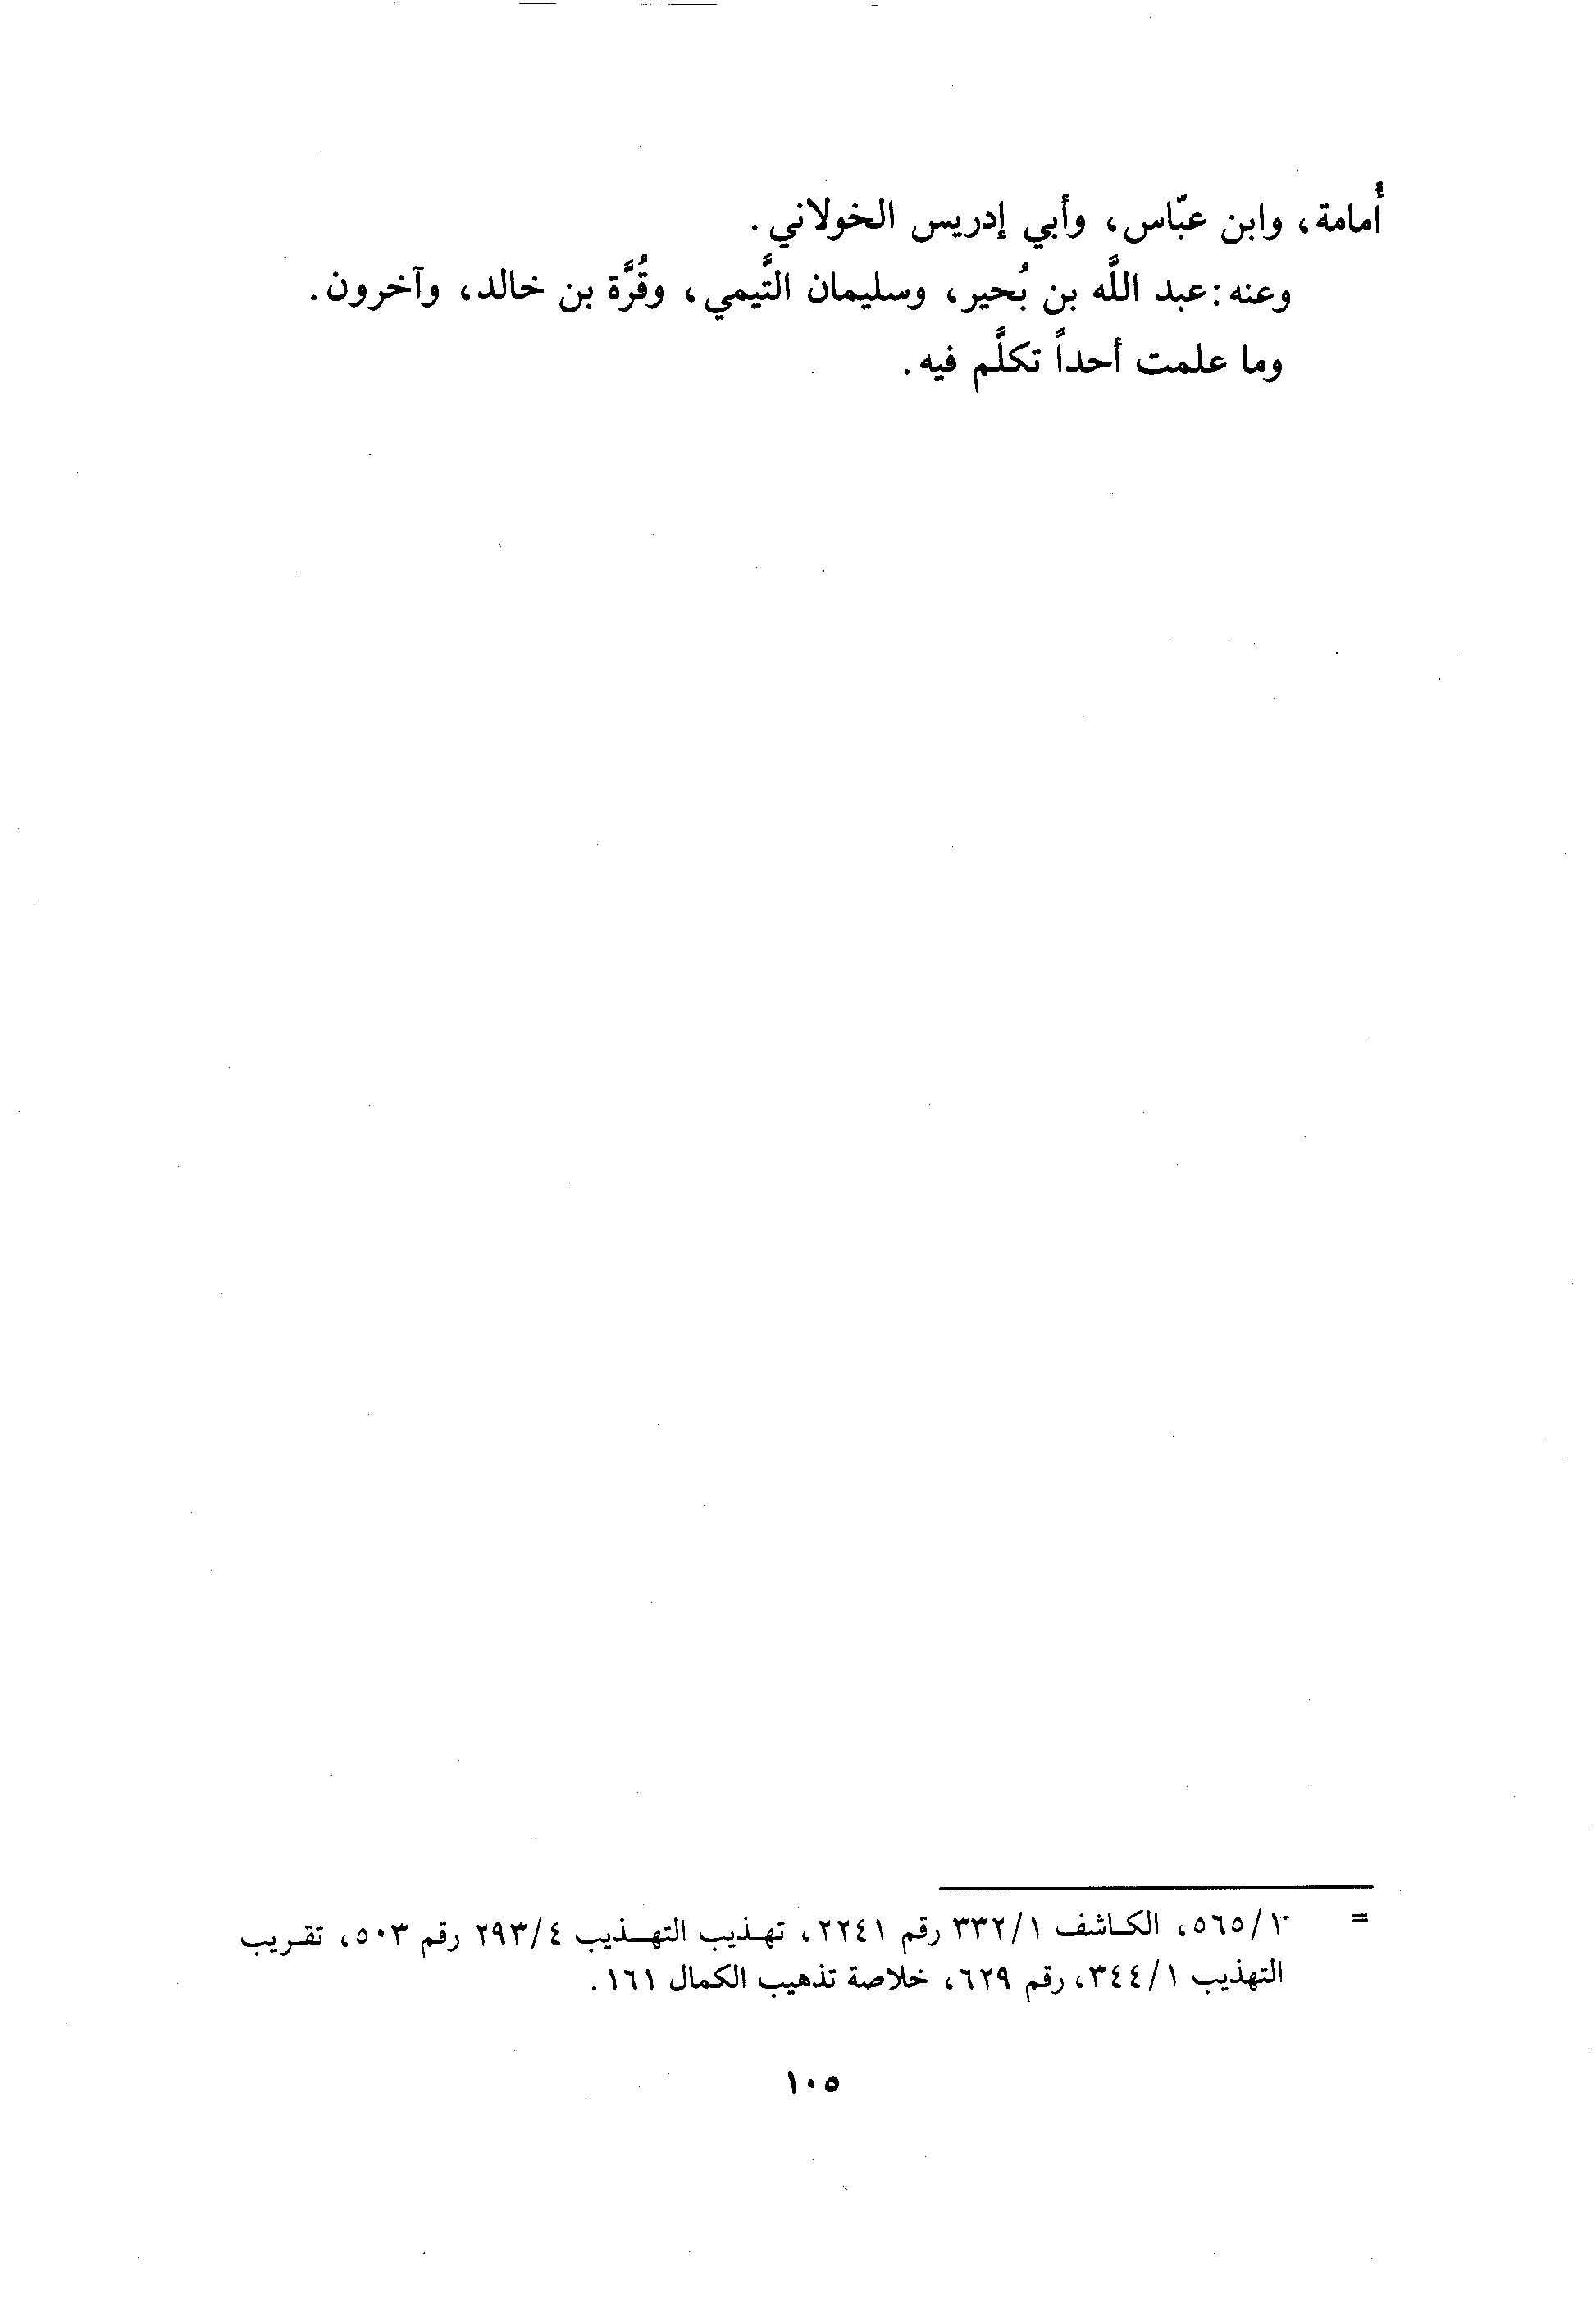 أُمامة، وابن عبّاس، وأبي إدريس الخولاني.
وعنه: عبد اللَّه بن بُحير، وسليمان التَّيمي، وقُرَّة بن خالد، وآخرون.
وما علمت أحداً تكلَّم فيه.
= ٥٦٥/١٠، الكاشف ٣٣٢/١ رقم ٢٢٤١، تهذيب التهذيب ٢٩٣/٤ رقم ٥٠٣، تقريب
التهذيب ٣٤٤/١، رقم ٦٢٩، خلاصة تذهيب الكمال ١٦١.
١٠٥